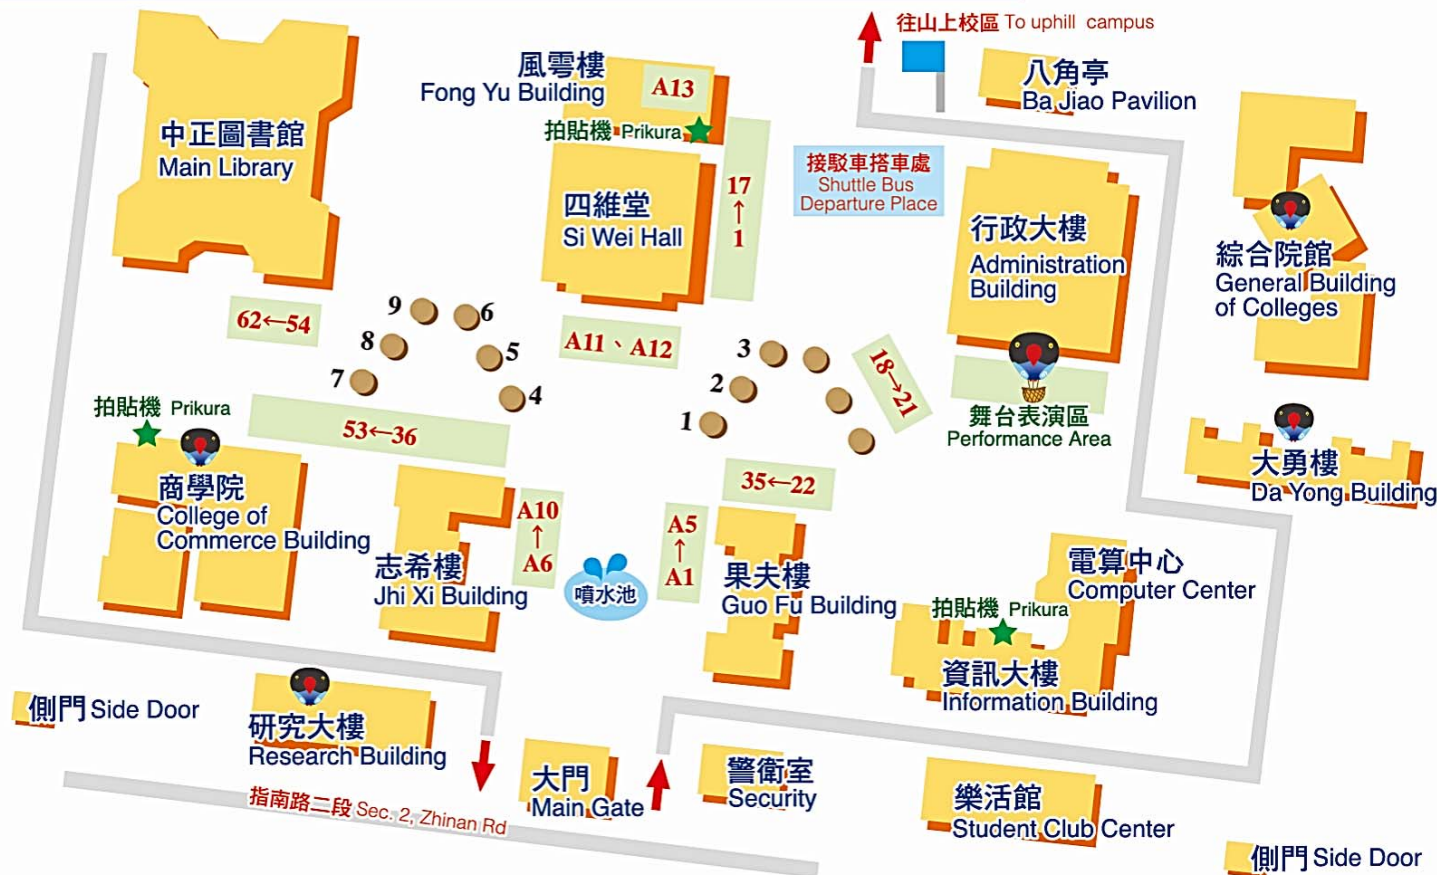 往山上校區 To uphill campus
風雩樓
Fong Yu Building
A13
八角亭
Ba Jiao Pavilion
中正圖書館
Main Library
拍貼機 Prikura
接駁車搭車處
Shuttle Bus
Departure Place
四維堂
Si Wei Hall
17
↑
1
行政大樓
Administration
Building
綜合院館
General Building
of Colleges
62←54
9
6
8
5
7
4
A11、A12
3
2
1
18→21
舞台表演區
Performance Area
拍貼機 Prikura
53←36
大勇樓
Da Yong Building
商學院
College of
Commerce Building
35←22
A10
↑
A6
A5
↑
A1
志希樓
Jhi Xi Building
噴水池
果夫樓
Guo Fu Building
電算中心
Computer Center
拍貼機 Prikura
資訊大樓
Information Building
側門 Side Door
研究大樓
Research Building
大門
Main Gate
警衛室
Security
樂活館
Student Club Center
指南路二段 Sec. 2, Zhinan Rd
側門 Side Door